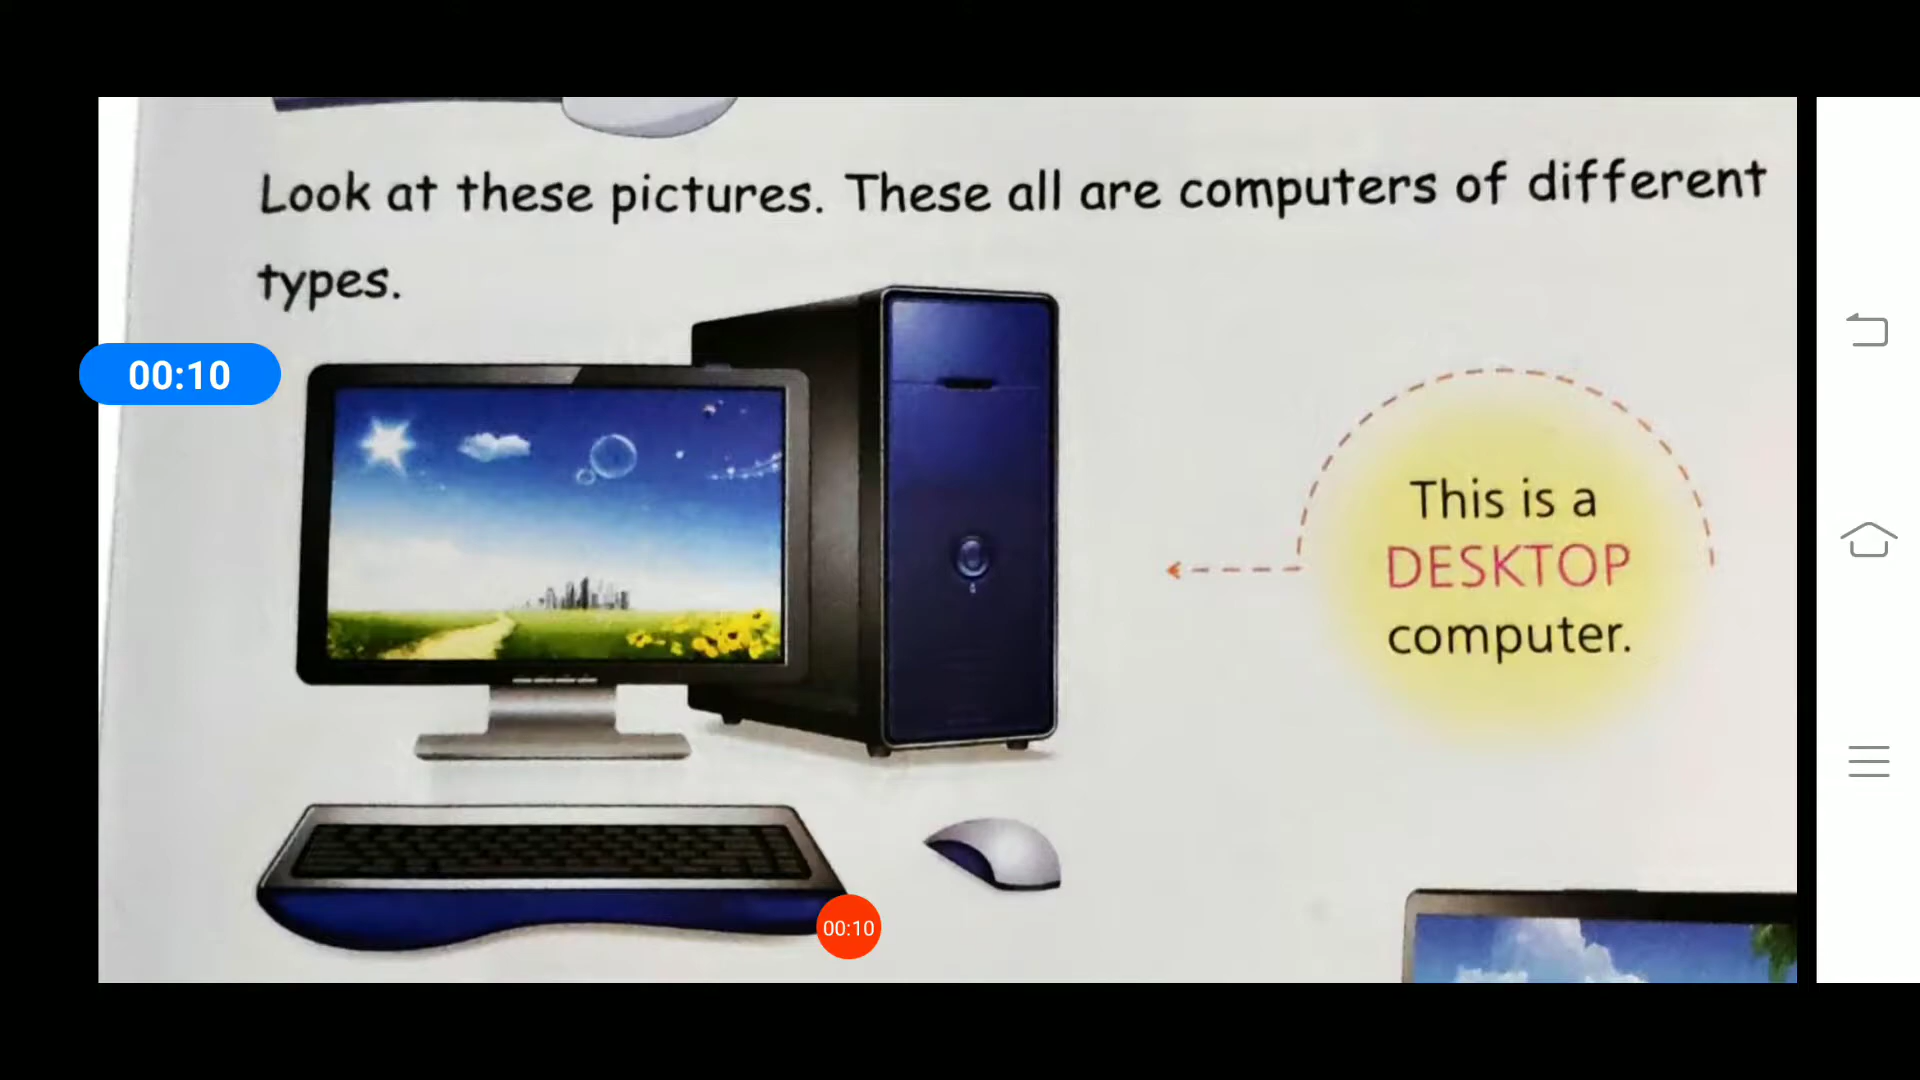 Look at these pictures. These all are computers of different
types.
00:10
This is a
DESKTOP
computer.
00:10